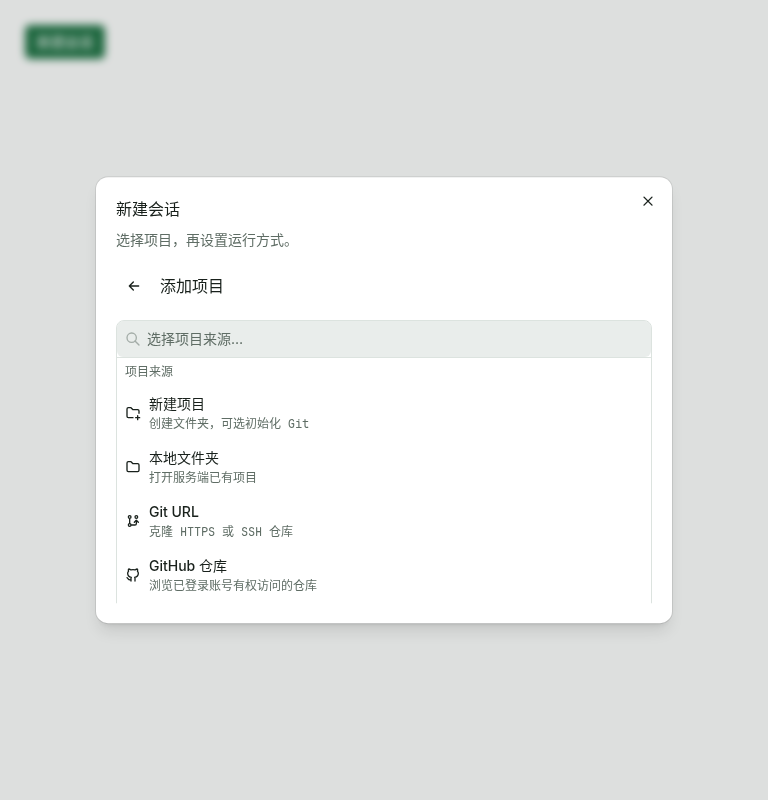 新建会话
选择项目，再设置运行方式。
添加项目
选择项目来源...
项目来源
新建项目
创建文件夹，可选初始化 Git
本地文件夹
打开服务端已有项目
Git URL
克隆 HTTPS 或 SSH 仓库
GitHub 仓库
浏览已登录账号有权访问的仓库